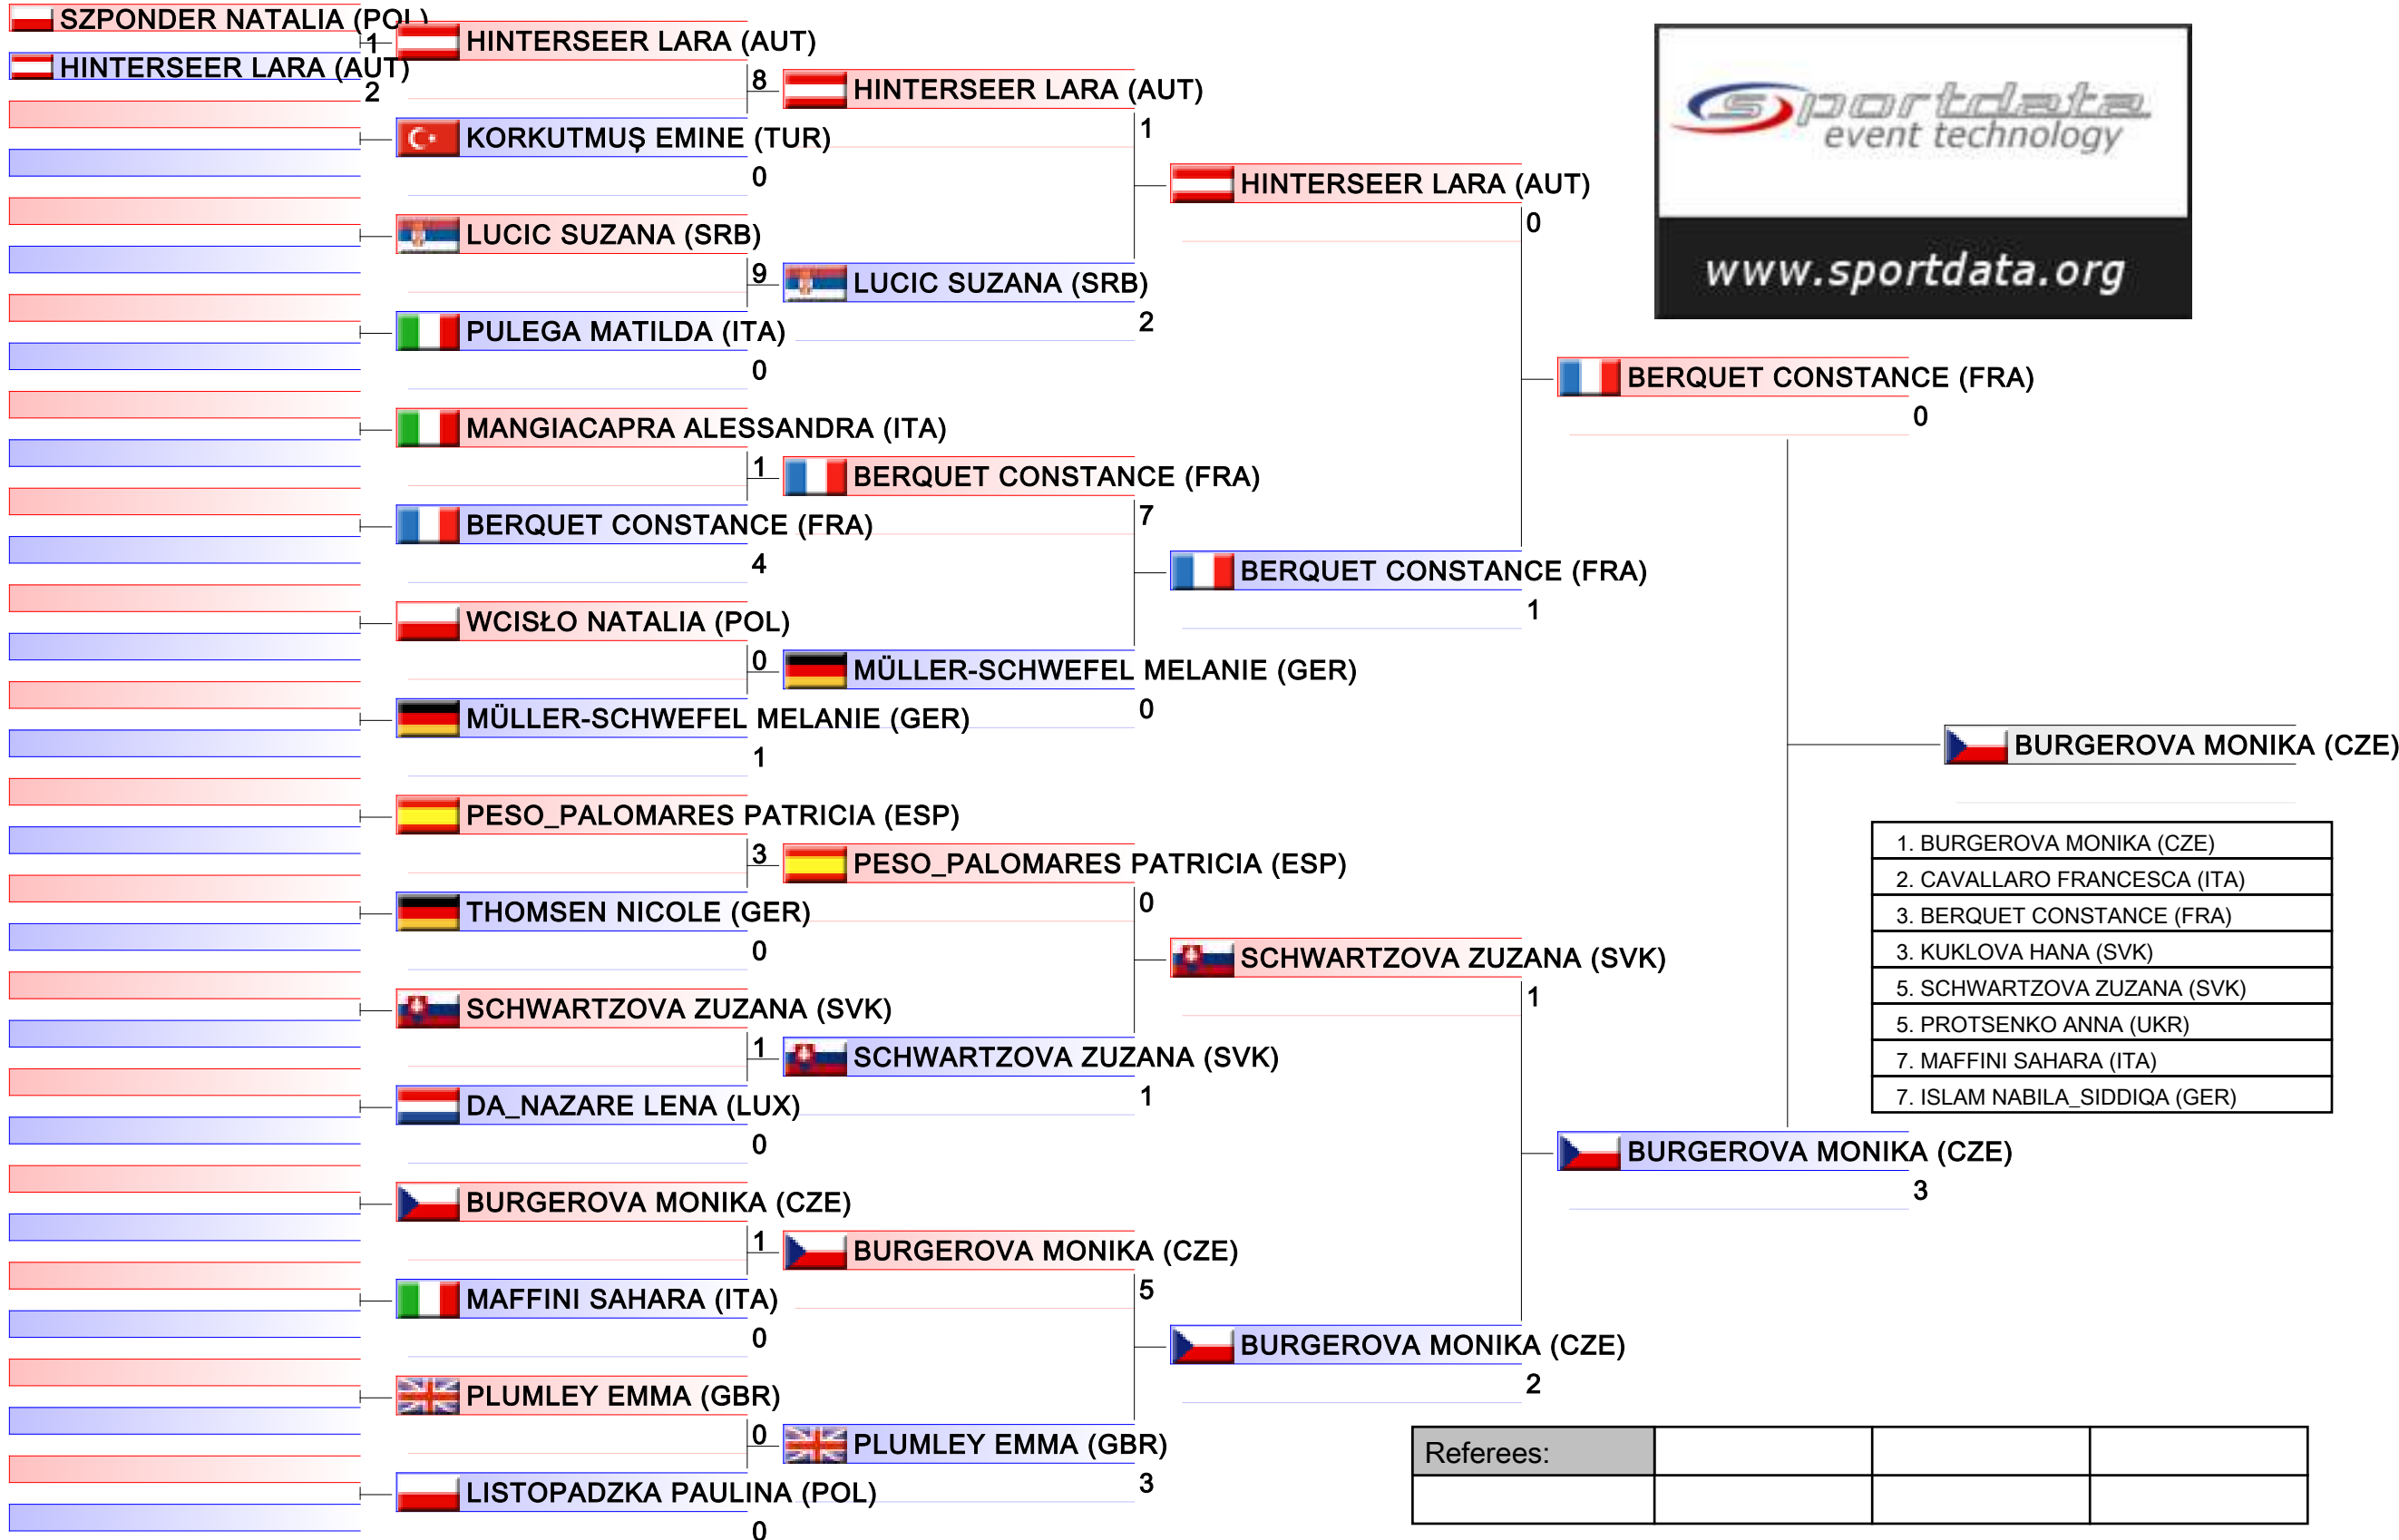 SZPONDER NATALIA (POL)
1
HINTERSEER LARA (AUT)
2
HINTERSEER LARA (AUT)
8
KORKUTMUŞ EMINE (TUR)
0
LUCIC SUZANA (SRB)
9
PULEGA MATILDA (ITA)
0
MANGIACAPRA ALESSANDRA (ITA)
1
BERQUET CONSTANCE (FRA)
4
WCISŁO NATALIA (POL)
0
MÜLLER-SCHWEFEL MELANIE (GER)
1
PESO_PALOMARES PATRICIA (ESP)
3
THOMSEN NICOLE (GER)
0
SCHWARTZOVA ZUZANA (SVK)
1
DA_NAZARE LENA (LUX)
0
BURGEROVA MONIKA (CZE)
1
MAFFINI SAHARA (ITA)
0
PLUMLEY EMMA (GBR)
0
LISTOPADZKA PAULINA (POL)
0
HINTERSEER LARA (AUT)
1
LUCIC SUZANA (SRB)
2
BERQUET CONSTANCE (FRA)
7
MÜLLER-SCHWEFEL MELANIE (GER)
0
PESO_PALOMARES PATRICIA (ESP)
0
SCHWARTZOVA ZUZANA (SVK)
1
BURGEROVA MONIKA (CZE)
5
PLUMLEY EMMA (GBR)
3
HINTERSEER LARA (AUT)
0
BERQUET CONSTANCE (FRA)
1
SCHWARTZOVA ZUZANA (SVK)
1
BURGEROVA MONIKA (CZE)
2
BERQUET CONSTANCE (FRA)
0
BURGEROVA MONIKA (CZE)
3
BURGEROVA MONIKA (CZE)
sportdata
event technology
www.sportdata.org
1. BURGEROVA MONIKA (CZE)
2. CAVALLARO FRANCESCA (ITA)
3. BERQUET CONSTANCE (FRA)
3. KUKLOVA HANA (SVK)
5. SCHWARTZOVA ZUZANA (SVK)
5. PROTSENKO ANNA (UKR)
7. MAFFINI SAHARA (ITA)
7. ISLAM NABILA_SIDDIQA (GER)
Referees: